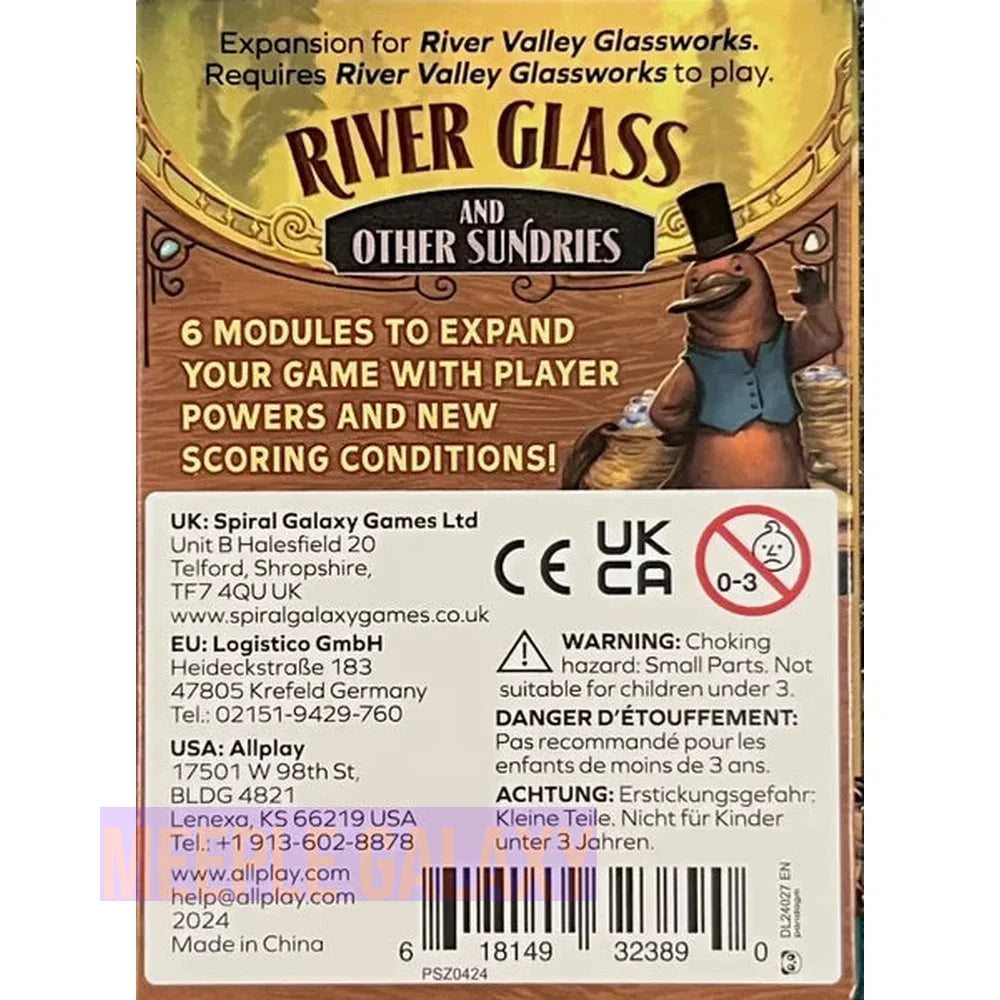 Expansion for River Valley Glassworks.
Requires River Valley Glassworks to play.
RIVER GLASS
AND
OTHER SUNDRIES
6 MODULES TO EXPAND
YOUR GAME WITH PLAYER
POWERS AND NEW
SCORING CONDITIONS!
UK: Spiral Galaxy Games Ltd
Unit B Halesfield 20
Telford, Shropshire,
TF7 4QU UK
www.spiralgalaxygames.co.uk
EU: Logistico GmbH
Heideckstraße 183
47805 Krefeld Germany
Tel.: 02151-9429-760
USA: Allplay
17501 W 98th St,
BLDG 4821
Lenexa, KS 66219 USA
Tel.: +1 913-602-8878
www.allplay.com
help@allplay.com
2024
Made in China
CE
UK
CA
0-3
WARNING: Choking
hazard: Small Parts. Not
suitable for children under 3.
DANGER D'ÉTOUFFEMENT:
Pas recommandé pour les
enfants de moins de 3 ans.
ACHTUNG: Erstickungsgefahr:
Kleine Teile. Nicht für Kinder
unter 3 Jahren.
6 18149 32389 0
PSZ0424
DL24027 EN
pandagm
MEEPLE GALAXY